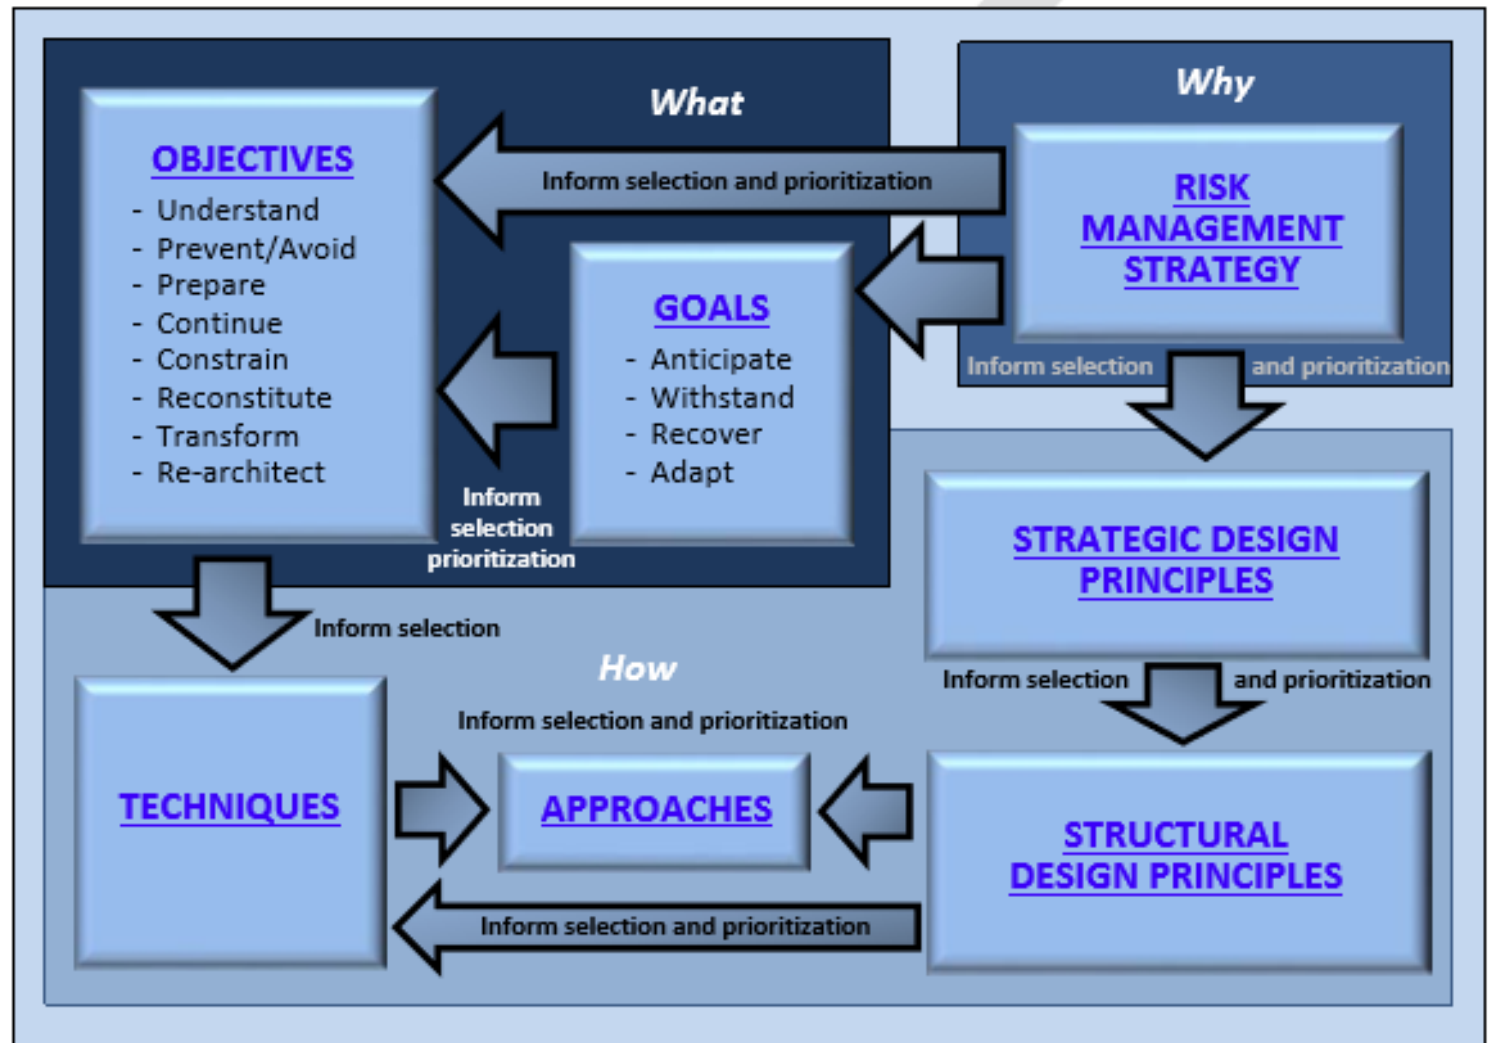 What
Why
OBJECTIVES
- Understand
- Prevent/Avoid
- Prepare
- Continue
- Constrain
- Reconstitute
- Transform
- Re-architect
Inform selection and prioritization
RISK
MANAGEMENT
STRATEGY
GOALS
- Anticipate
- Withstand
- Recover
- Adapt
Inform selection and prioritization
Inform
selection
prioritization
STRATEGIC DESIGN
PRINCIPLES
Inform selection
How
Inform selection and prioritization
Inform selection and prioritization
TECHNIQUES
APPROACHES
STRUCTURAL
DESIGN PRINCIPLES
Inform selection and prioritization